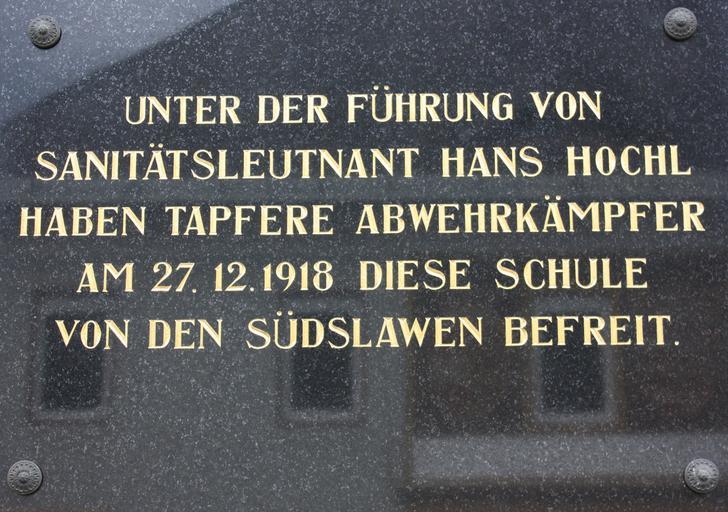 UNTER DER FÜHRUNG VON
SANITÄTSLEUTNANT HANS HOCHL
HABEN TAPFERE ABWEHRKÄMPFER
AM 27. 12. 1918 DIESE SCHULE
VON DEN SÜDSLAWEN BEFREIT.